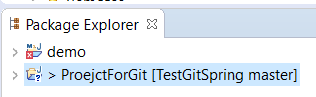 Package Explorer
demo
> ProejctForGit [TestGitSpring master]